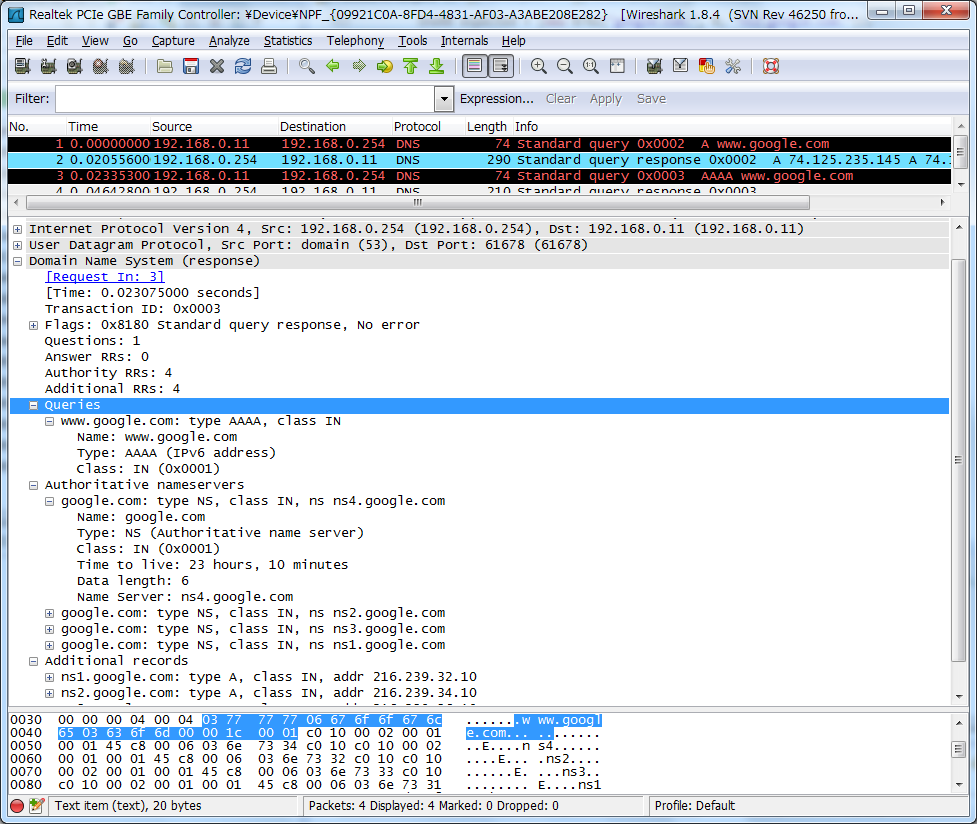 Realtek PCIe GBE Family Controller: ¥Device¥NPF_{09921C0A-8FD4-4831-AF03-A3ABE208E282} [Wireshark 1.8.4 (SVN Rev 46250 fro...
File Edit View Go Capture Analyze Statistics Telephony Tools Internals Help
Filter: Expression... Clear Apply Save
No. Time Source Destination Protocol Length Info
1 0.00000000 192.168.0.11 192.168.0.254 DNS 74 Standard query 0x0002 A www.google.com
2 0.02055600 192.168.0.254 192.168.0.11 DNS 290 Standard query response 0x0002 A 74.125.235.145 A 74.
3 0.02335300 192.168.0.11 192.168.0.254 DNS 74 Standard query 0x0003 AAAA www.google.com
4 0.04642800 192.168.0.254 192.168.0.11 DNS 210 Standard query response 0x0003
Internet Protocol Version 4, Src: 192.168.0.254 (192.168.0.254), Dst: 192.168.0.11 (192.168.0.11)
User Datagram Protocol, Src Port: domain (53), Dst Port: 61678 (61678)
Domain Name System (response)
[Request In: 3]
[Time: 0.023075000 seconds]
Transaction ID: 0x0003
Flags: 0x8180 Standard query response, No error
Questions: 1
Answer RRs: 0
Authority RRs: 4
Additional RRs: 4
Queries
www.google.com: type AAAA, class IN
Name: www.google.com
Type: AAAA (IPv6 address)
Class: IN (0x0001)
Authoritative nameservers
google.com: type NS, class IN, ns ns4.google.com
Name: google.com
Type: NS (Authoritative name server)
Class: IN (0x0001)
Time to live: 23 hours, 10 minutes
Data length: 6
Name Server: ns4.google.com
google.com: type NS, class IN, ns ns2.google.com
google.com: type NS, class IN, ns ns3.google.com
google.com: type NS, class IN, ns ns1.google.com
Additional records
ns1.google.com: type A, class IN, addr 216.239.32.10
ns2.google.com: type A, class IN, addr 216.239.34.10
0030 00 00 00 04 00 04 03 77 77 77 06 67 6f 6f 67 6c .......w ww.googl
0040 65 03 63 6f 6d 00 00 1c 00 01 c0 10 00 02 00 01 e.com... ........
0050 00 01 45 c8 00 06 03 6e 73 34 c0 10 c0 10 00 02 ..E....n s4......
0060 00 01 00 01 45 c8 00 06 03 6e 73 32 c0 10 c0 10 ....E... .ns2....
0070 00 02 00 01 00 01 45 c8 00 06 03 6e 73 33 c0 10 ......E. ...ns3..
0080 c0 10 00 02 00 01 00 01 45 c8 00 06 03 6e 73 31 ........ E....ns1
Text item (text), 20 bytes Packets: 4 Displayed: 4 Marked: 0 Dropped: 0 Profile: Default